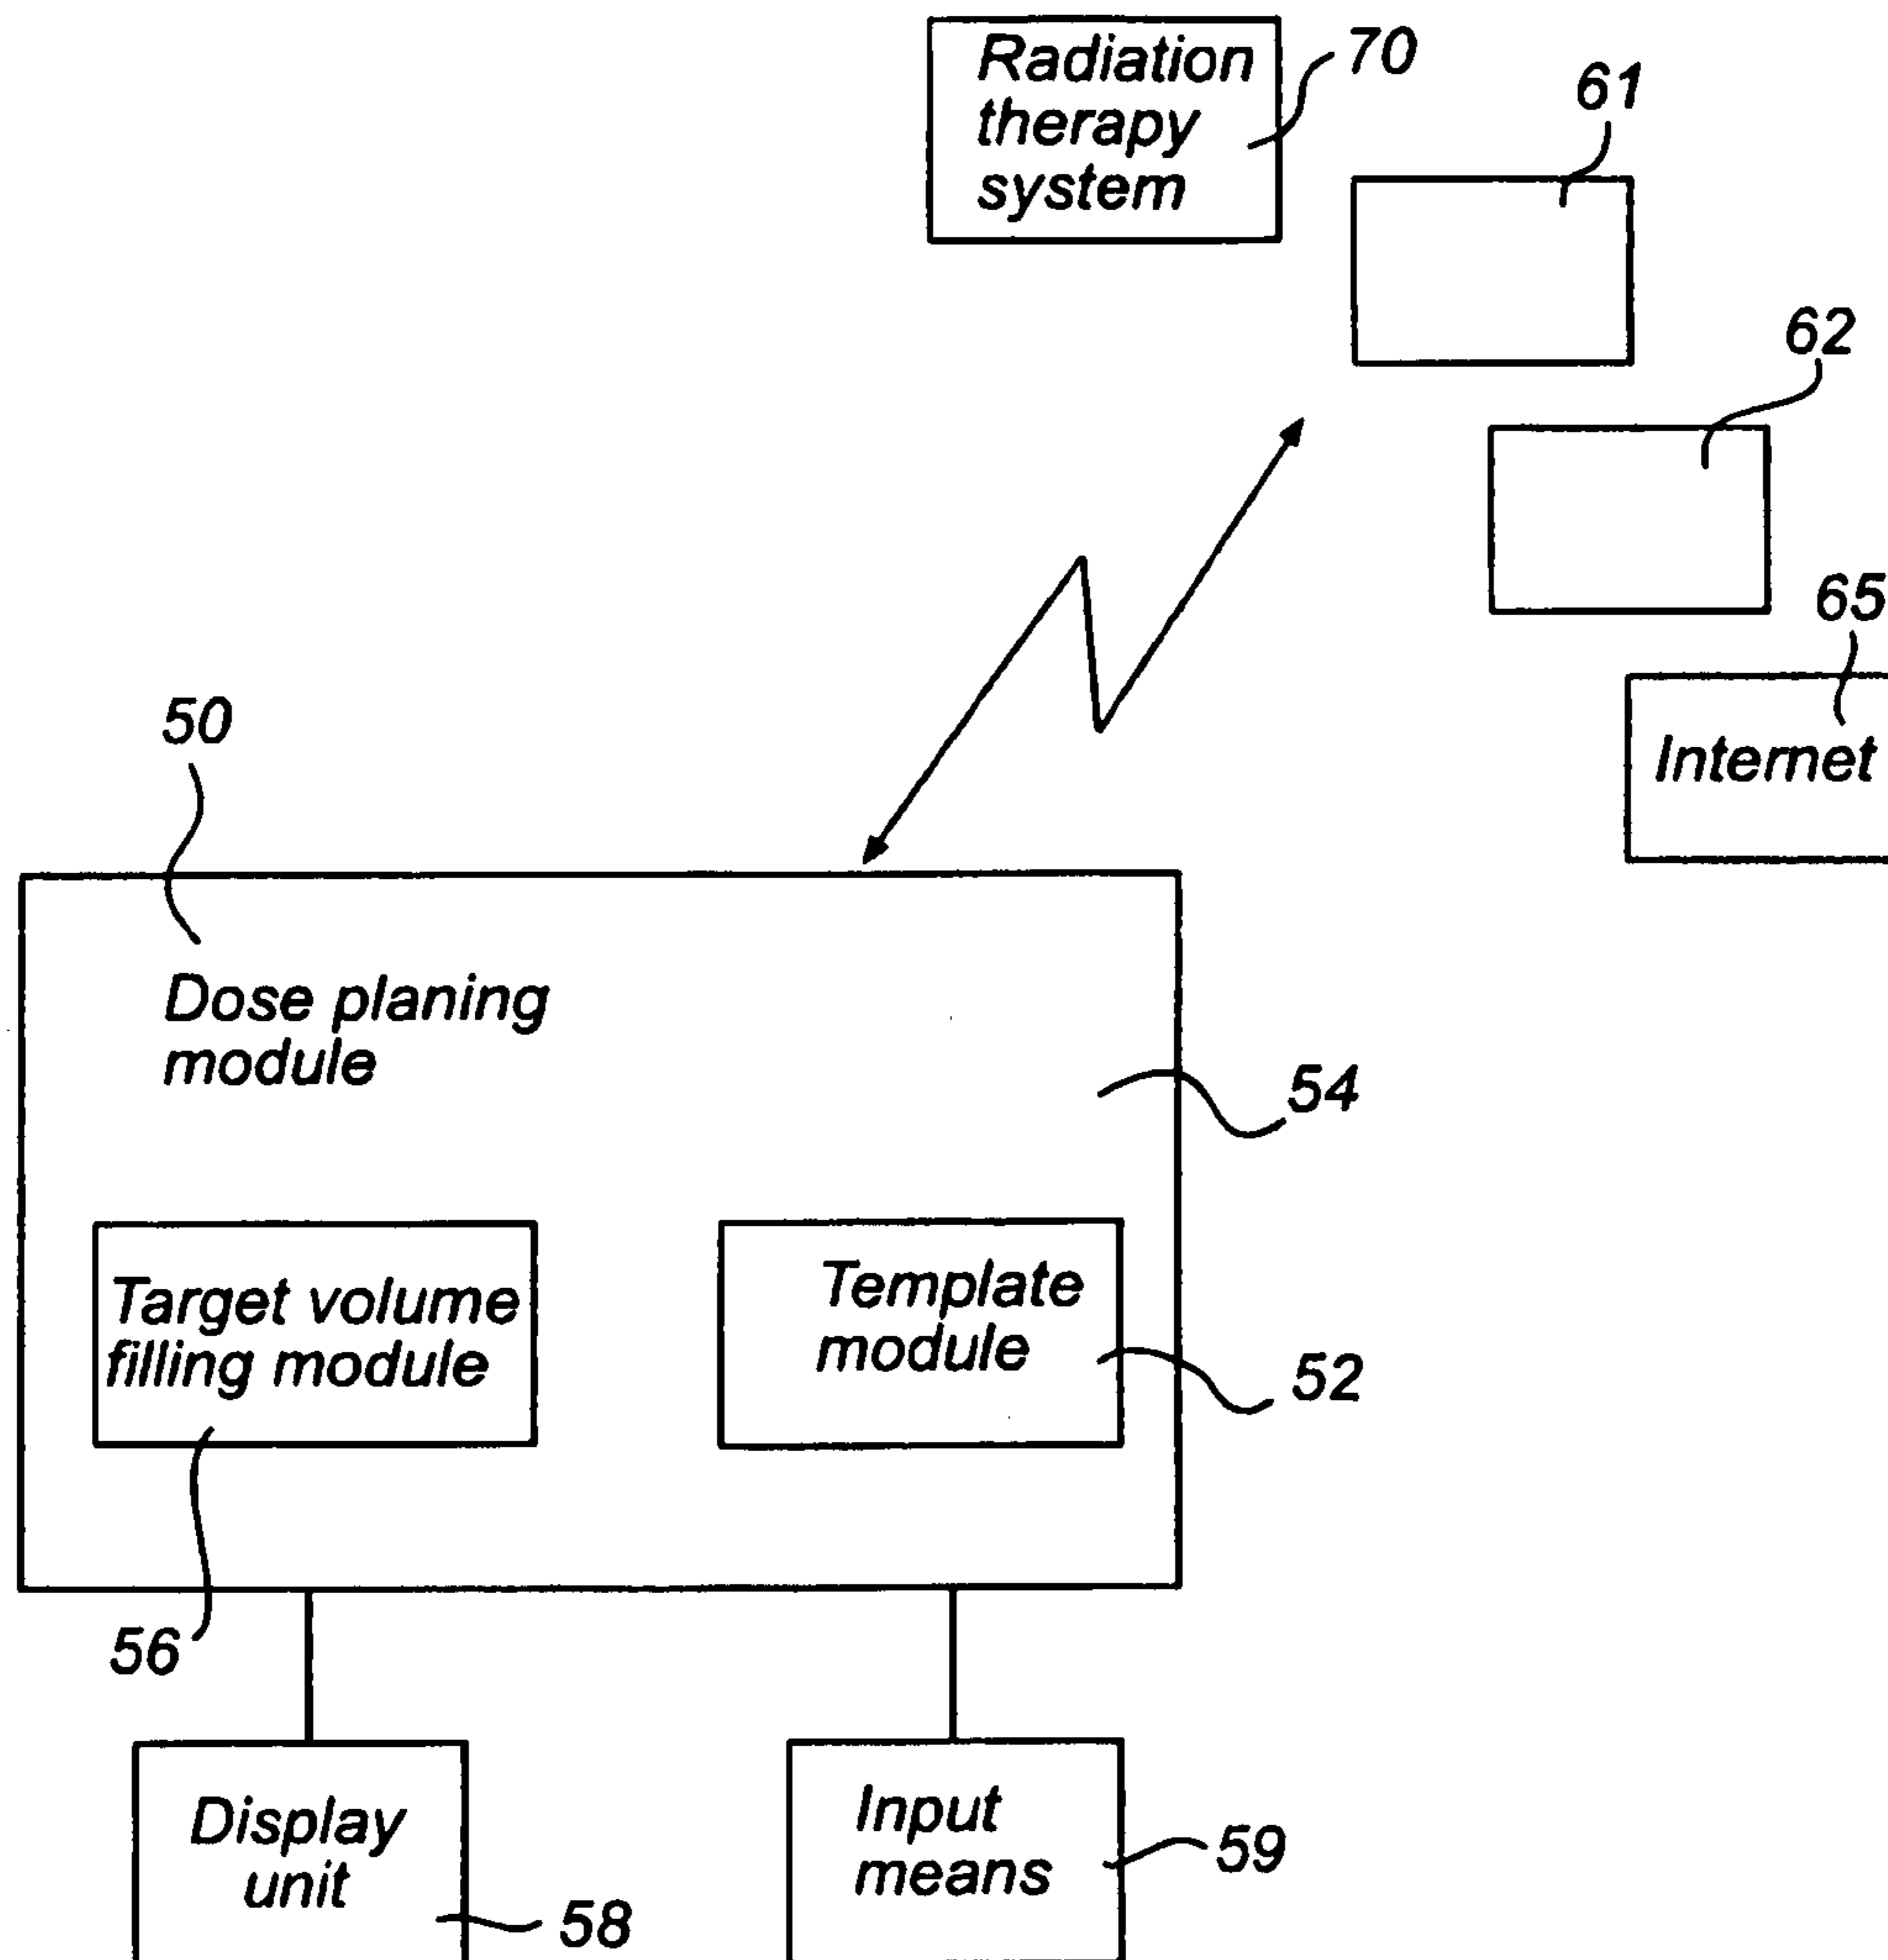 Radiation
therapy
system
70
61
62
65
Internet
50
Dose planing
module
54
Target volume
filling module
Template
module
52
56
Display
unit
58
Input
means
59